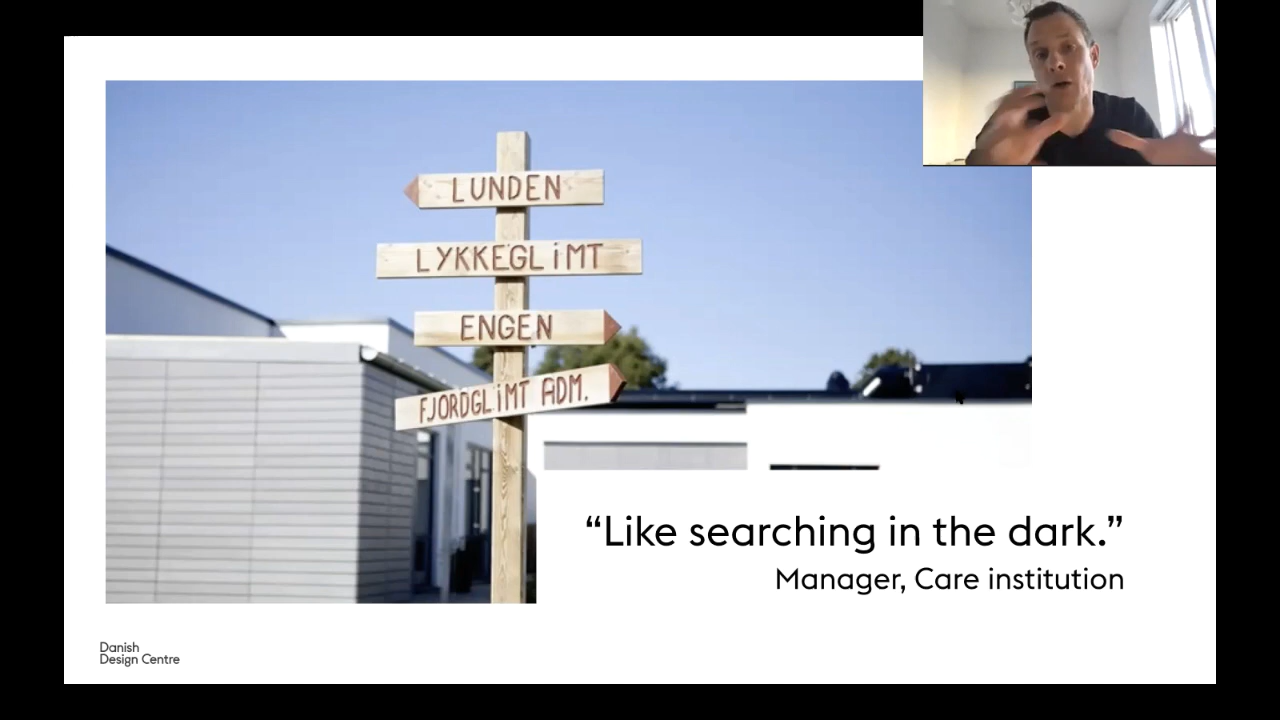 LUNDEN
LYKKEGLiMT
ENGEN
FJORDGLiMT ADM.
“Like searching in the dark.”
Manager, Care institution
Danish
Design Centre